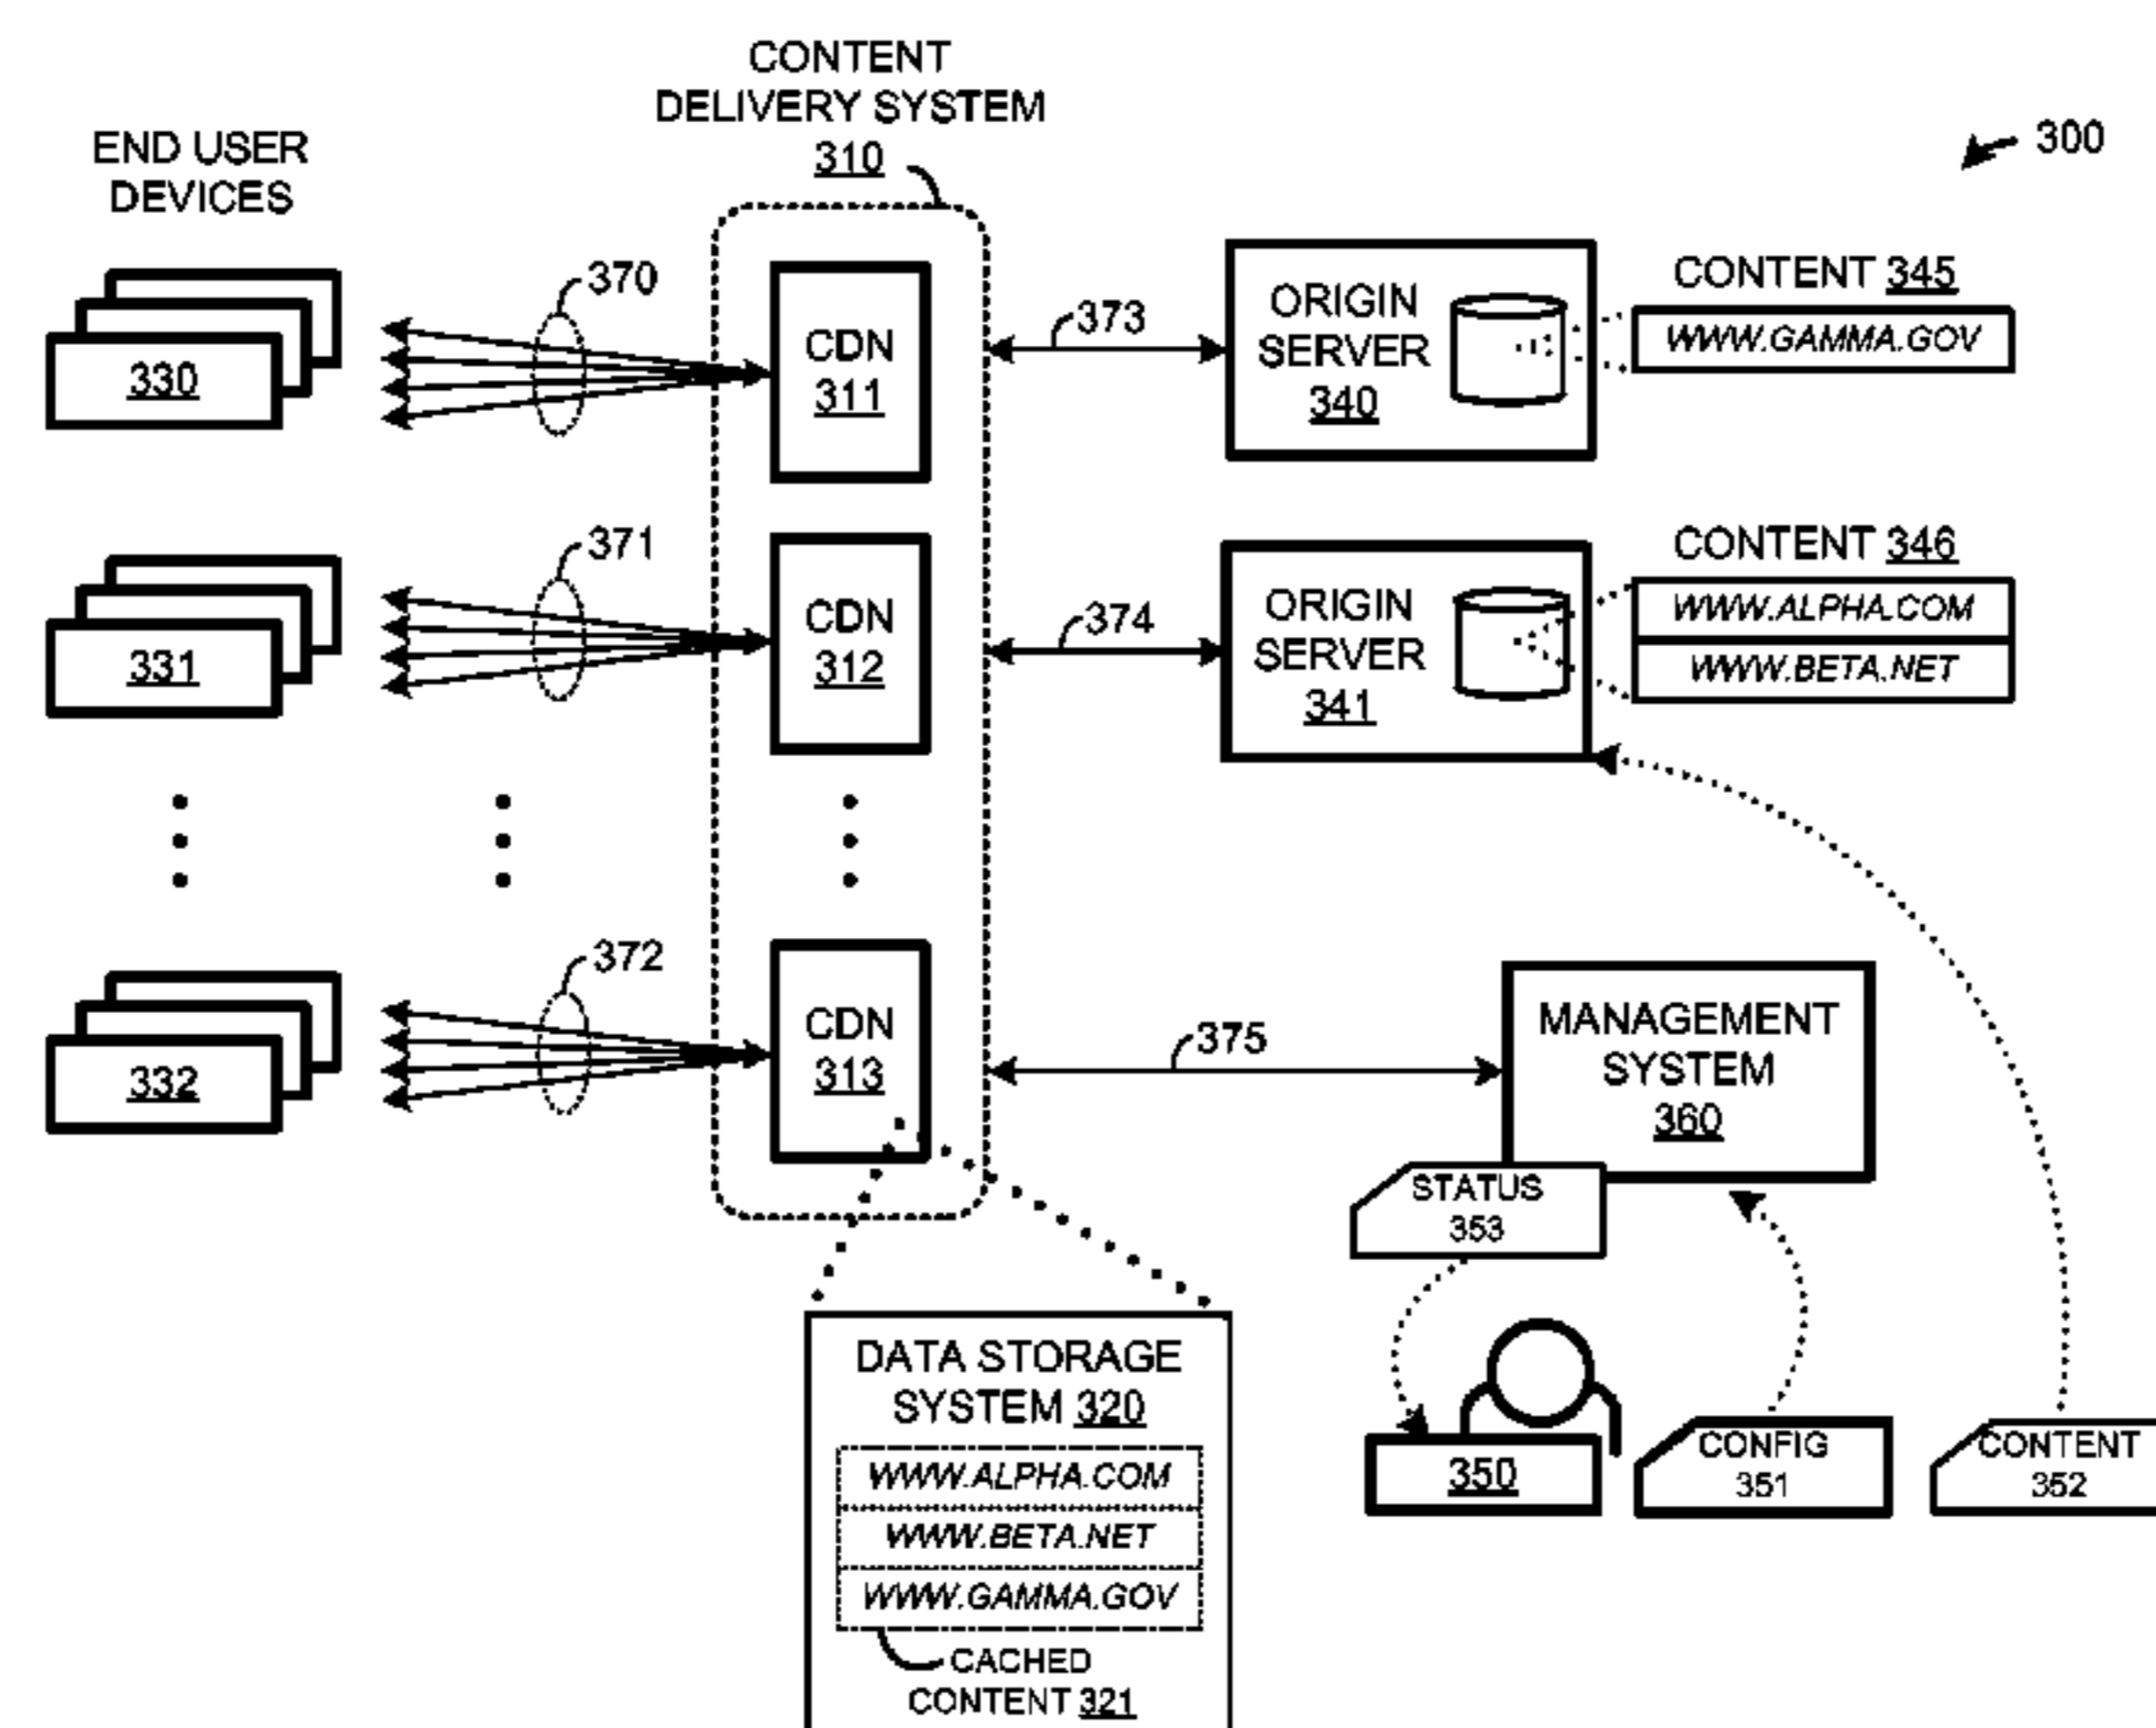 CONTENT
DELIVERY SYSTEM
310
END USER
DEVICES
300
330
370
CDN
311
373
ORIGIN
SERVER
340
CONTENT 345
WWW.GAMMA.GOV
331
371
CDN
312
374
ORIGIN
SERVER
341
CONTENT 346
WWW.ALPHA.COM
WWW.BETA.NET
332
372
CDN
313
375
MANAGEMENT
SYSTEM
360
STATUS
353
DATA STORAGE
SYSTEM 320
WWW.ALPHA.COM
WWW.BETA.NET
WWW.GAMMA.GOV
CACHED
CONTENT 321
350
CONFIG
351
CONTENT
352